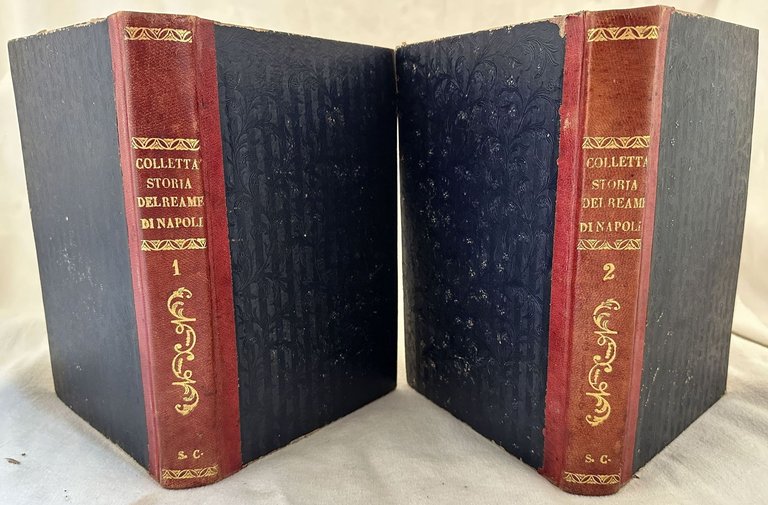 COLLETTA
STORIA
DEL REAME
DI NAPOLI
1
S. C.
COLLETTA
STORIA
DEL REAME
DI NAPOLI
2
S. C.